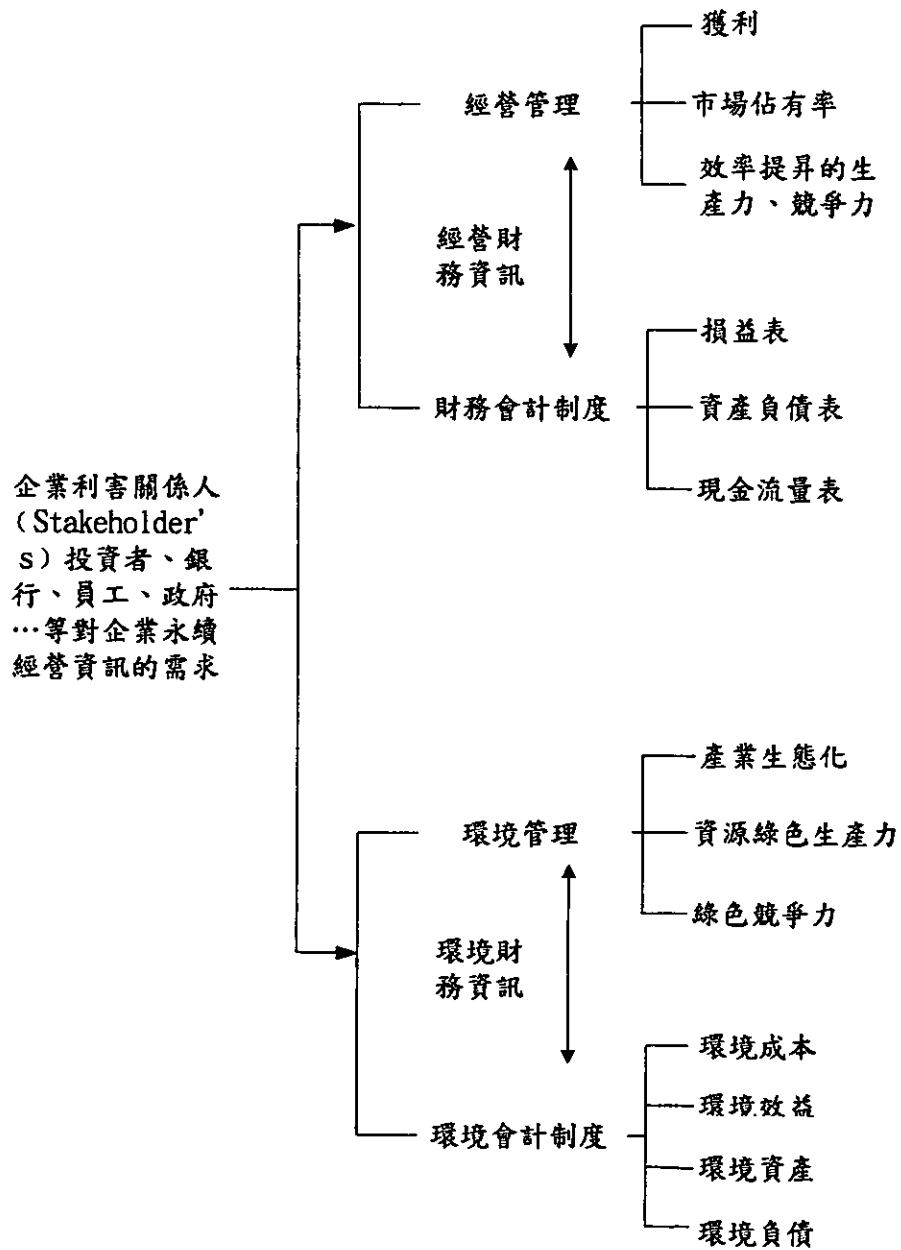 獲利
經營管理
市場佔有率
效率提昇的生
產力、競爭力
經營財
務資訊
損益表
財務會計制度
資產負債表
現金流量表
企業利害關係人
(Stakeholder'
s)投資者、銀
行、員工、政府
…等對企業永續
經營資訊的需求
產業生態化
環境管理
資源綠色生產力
綠色競爭力
環境財
務資訊
環境成本
環境效益
環境會計制度
環境資產
環境負債